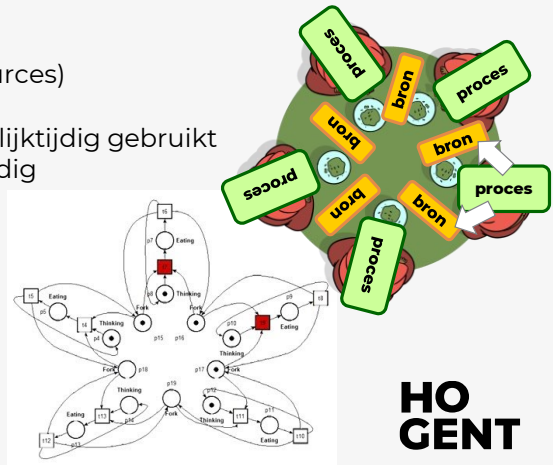 urces)
lijktijdig gebruikt
dig
proces
proces
bron
bron
bron
proces
proces
bron
bron
proces
t6
p7
Eating
p8
Thinking
t5
p5
Eating
t4
Thinking
p4
Fork
p15
Fork
p16
p10
Thinking
p9
Eating
t8
Fork
p18
p17
Fork
p19
Fork
Thinking
p14
Eating
t13
p13
t12
p12
Thinking
t11
p11
Eating
t10
HO
GENT